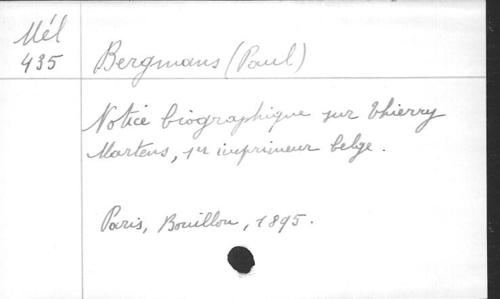 Mél
435
Bergmans (Paul)
Notice biographique sur Thierry
Martens, 1er imprimeur belge.
Paris, Bouillon, 1895.